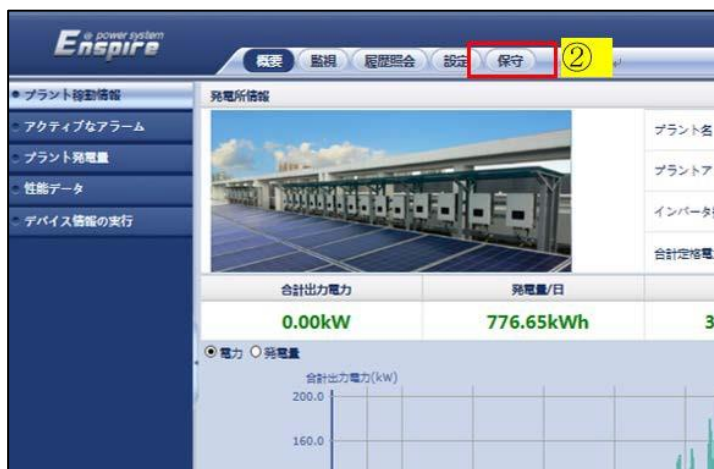 e power system
Enspire
概要 監視 履歴照会 設定 保守 ②
プラント稼動情報
アクティブなアラーム
プラント発電量
性能データ
デバイス情報の実行
発電所情報
プラント名
プラントア
インバータ
合計定格電
合計出力電力 発電量/日
0.00kW 776.65kWh 3
電力 発電量
合計出力電力(kW)
200.0
160.0